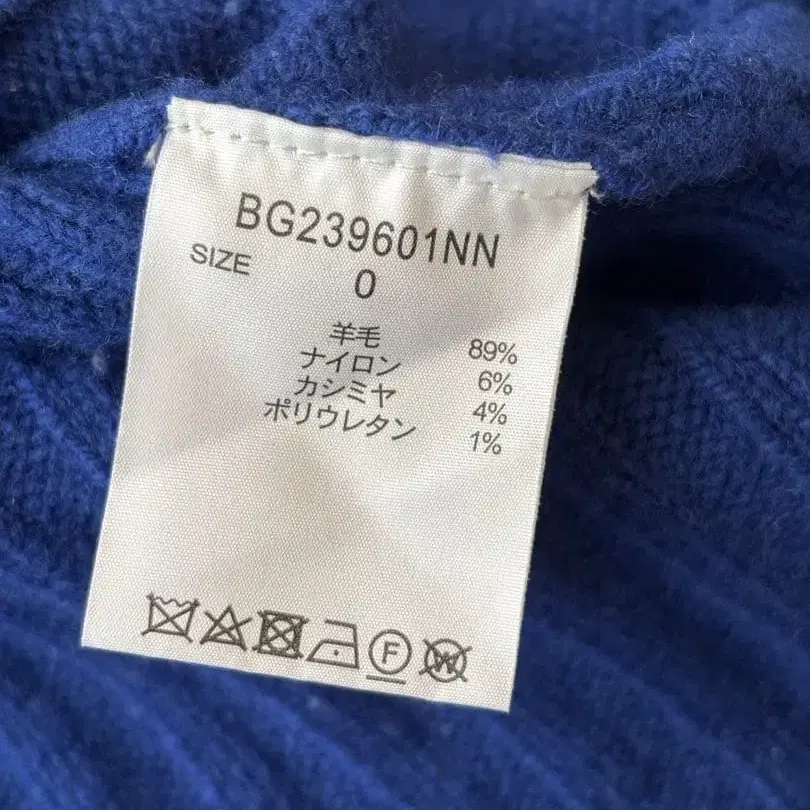 BG239601NN
SIZE 0
羊毛 89%
ナイロン 6%
カシミヤ 4%
ポリウレタン 1%
F W